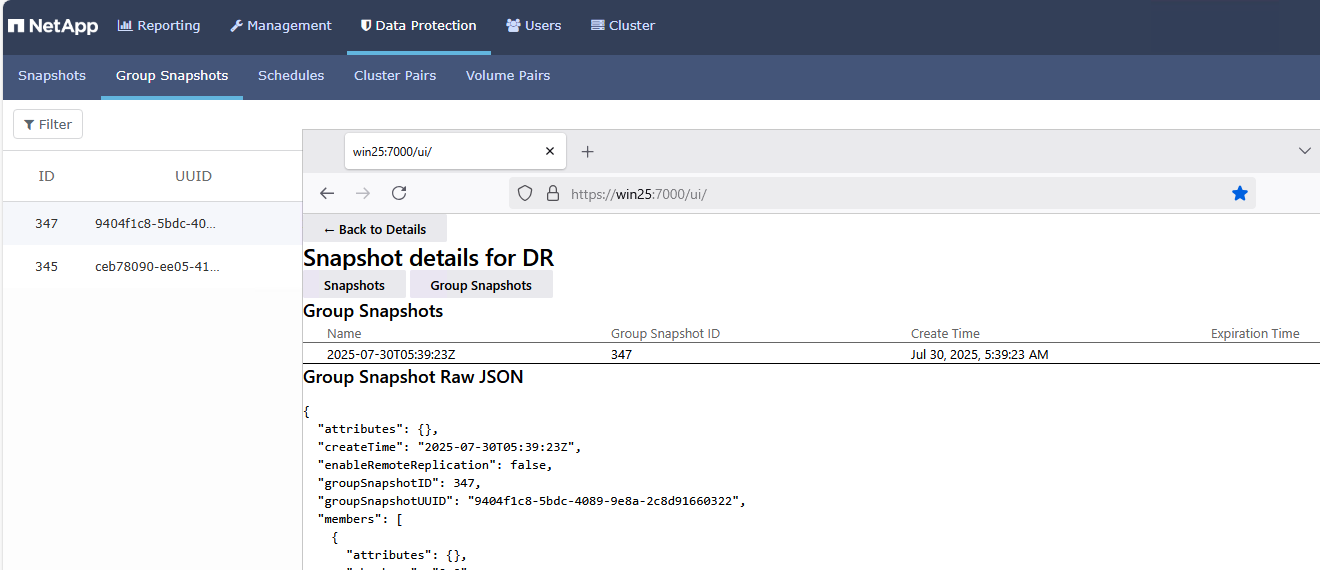 NetApp Reporting Management Data Protection Users Cluster
Snapshots Group Snapshots Schedules Cluster Pairs Volume Pairs
Filter
ID UUID
347 9404f1c8-5bdc-40...
345 ceb78090-ee05-41...
win25:7000/ui/
https://win25:7000/ui/
← Back to Details
Snapshot details for DR
Snapshots Group Snapshots
Group Snapshots
Name Group Snapshot ID Create Time Expiration Time
2025-07-30T05:39:23Z 347 Jul 30, 2025, 5:39:23 AM
Group Snapshot Raw JSON
{
"attributes": {},
"createTime": "2025-07-30T05:39:23Z",
"enableRemoteReplication": false,
"groupSnapshotID": 347,
"groupSnapshotUUID": "9404f1c8-5bdc-4089-9e8a-2c8d91660322",
"members": [
{
"attributes": {},